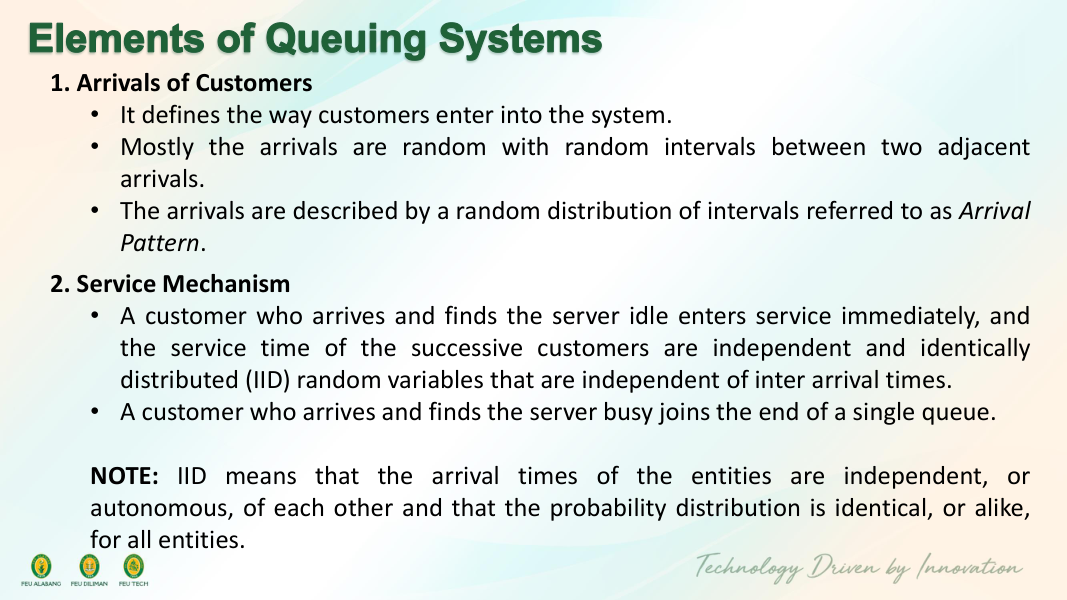 Elements of Queuing Systems
1. Arrivals of Customers
• It defines the way customers enter into the system.
• Mostly the arrivals are random with random intervals between two adjacent
arrivals.
• The arrivals are described by a random distribution of intervals referred to as Arrival
Pattern.
2. Service Mechanism
• A customer who arrives and finds the server idle enters service immediately, and
the service time of the successive customers are independent and identically
distributed (IID) random variables that are independent of inter arrival times.
• A customer who arrives and finds the server busy joins the end of a single queue.
NOTE: IID means that the arrival times of the entities are independent, or
autonomous, of each other and that the probability distribution is identical, or alike,
for all entities.
FEU ALABANG FEU DILIMAN FEU TECH
Technology Driven by Innovation